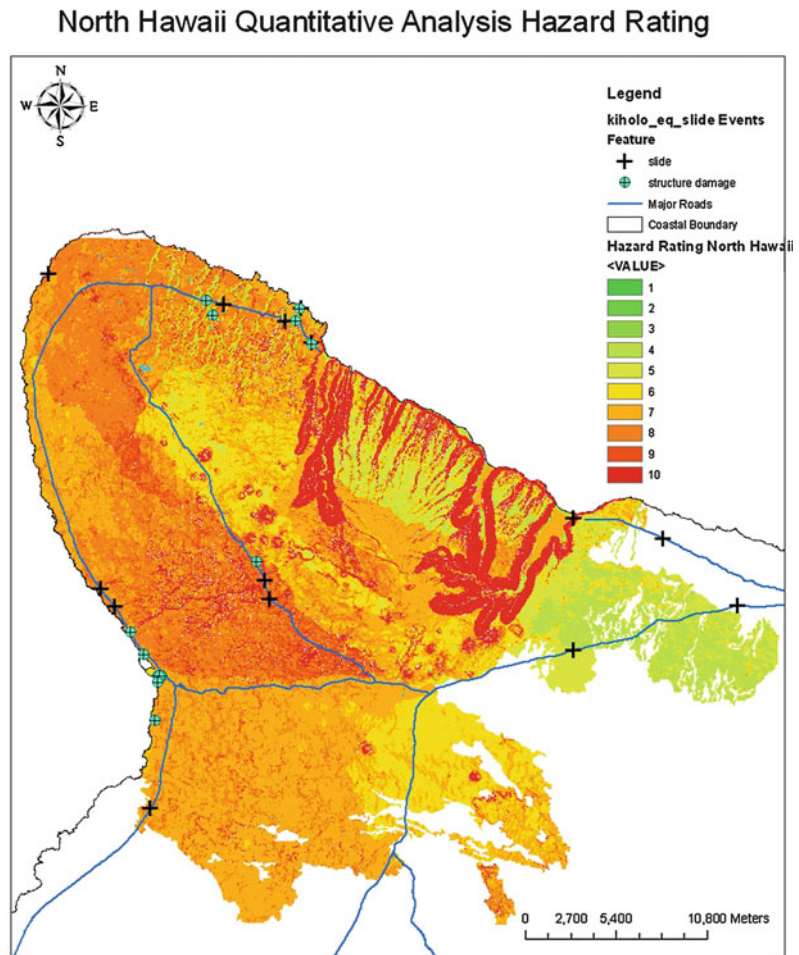 North Hawaii Quantitative Analysis Hazard Rating
N
W E
S
Legend
kiholo_eq_slide Events
Feature
slide
structure damage
Major Roads
Coastal Boundary
Hazard Rating North Hawaii
<VALUE>
1
2
3
4
5
6
7
8
9
10
0 2,700 5,400 10,800 Meters